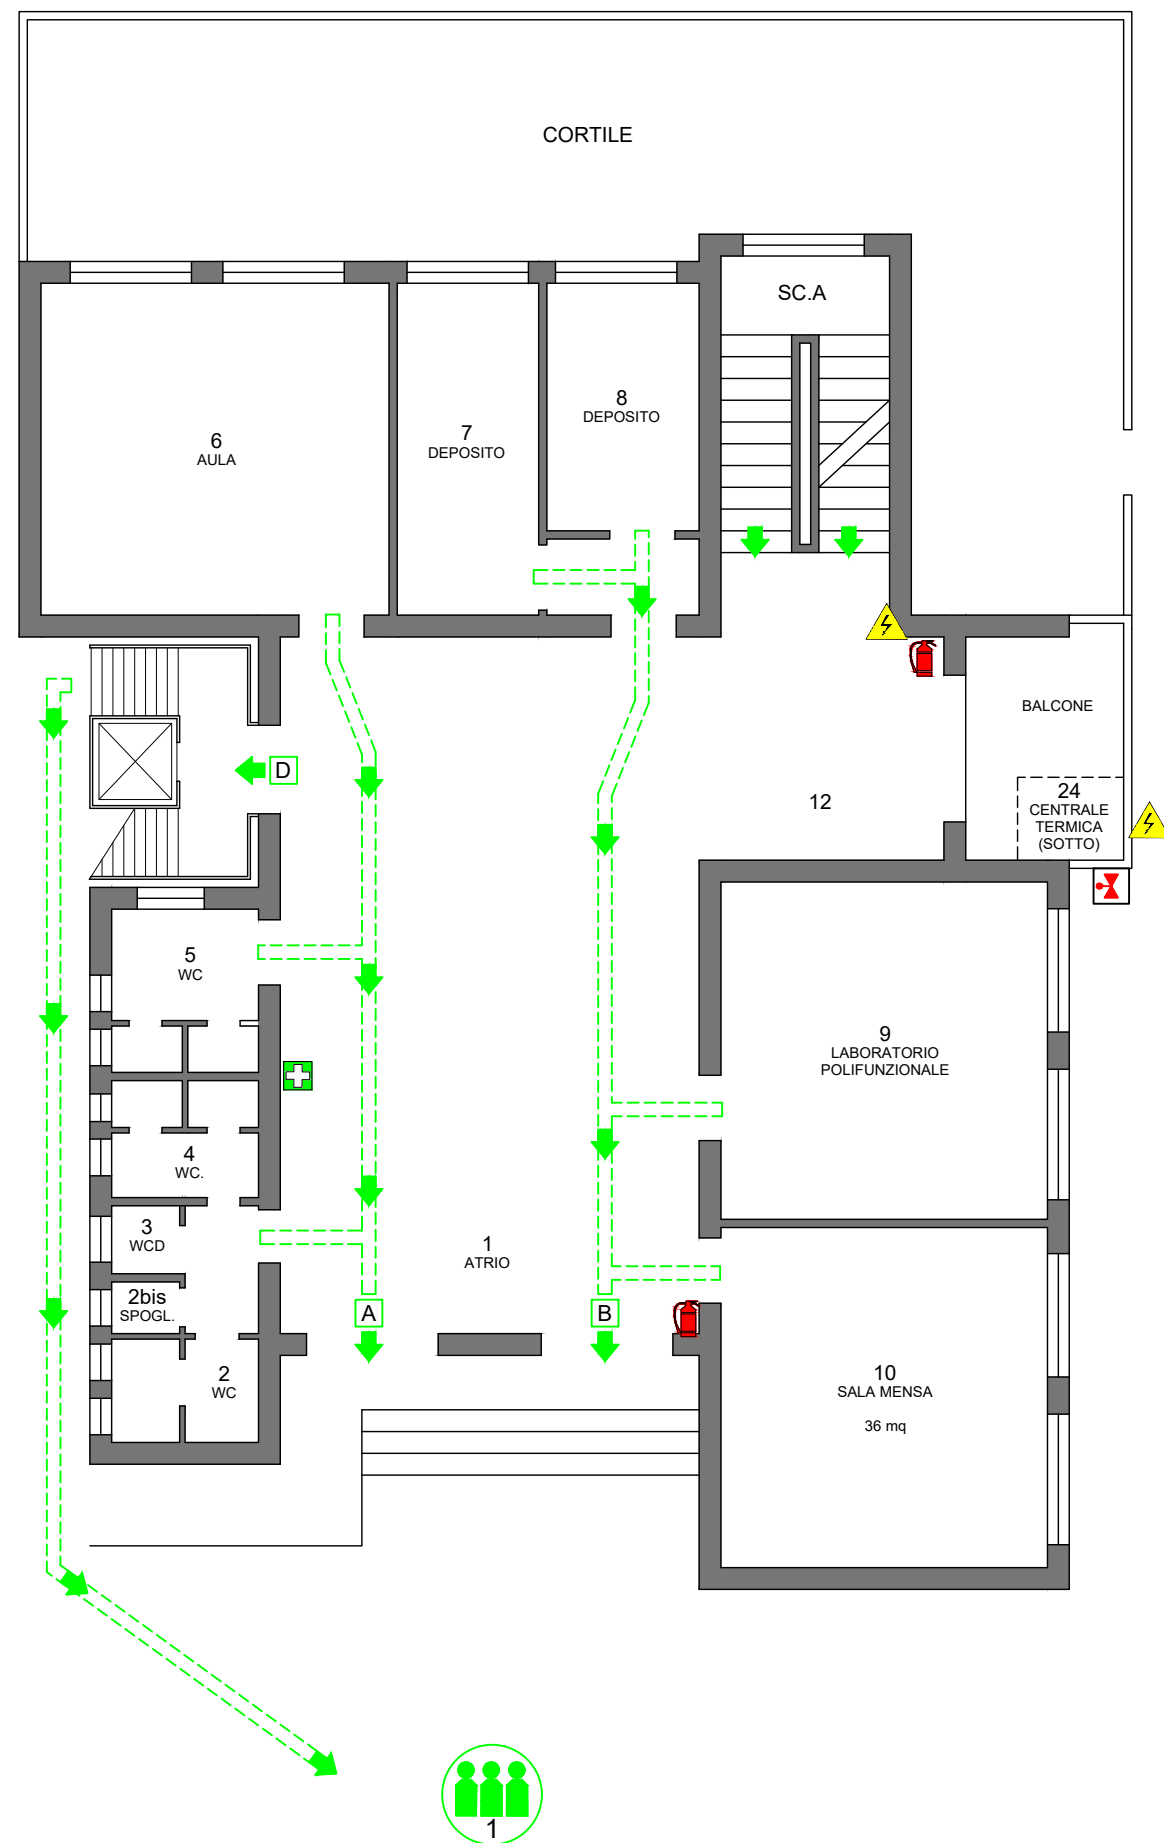 CORTILE
SC.A
8
DEPOSITO
7
DEPOSITO
6
AULA
BALCONE
D
24
CENTRALE
TERMICA
(SOTTO)
12
5
WC
9
LABORATORIO
POLIFUNZIONALE
4
WC.
3
WCD
1
ATRIO
2bis
SPOGL.
A
B
2
WC
10
SALA MENSA
36 mq
1